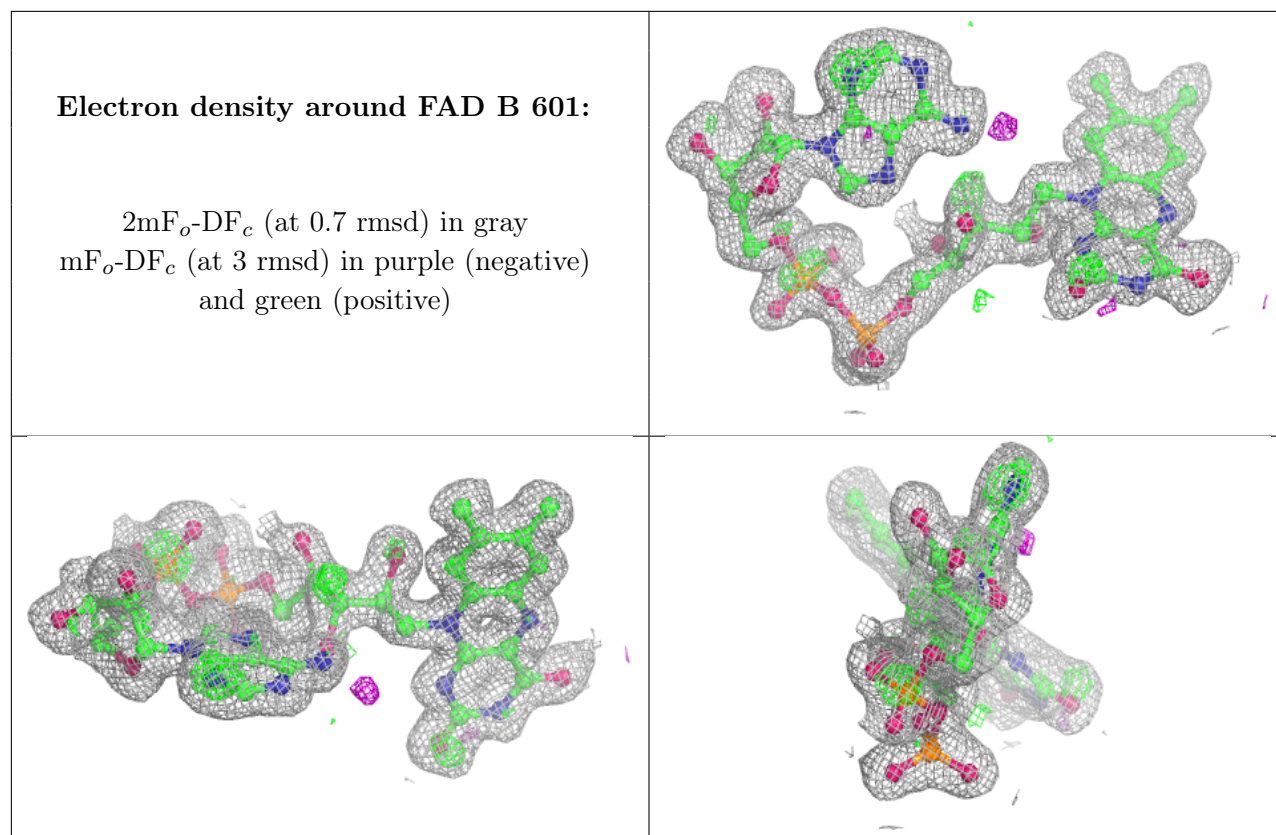 Electron density around FAD B 601:
2mFo-DFc (at 0.7 rmsd) in gray
mFo-DFc (at 3 rmsd) in purple (negative)
and green (positive)